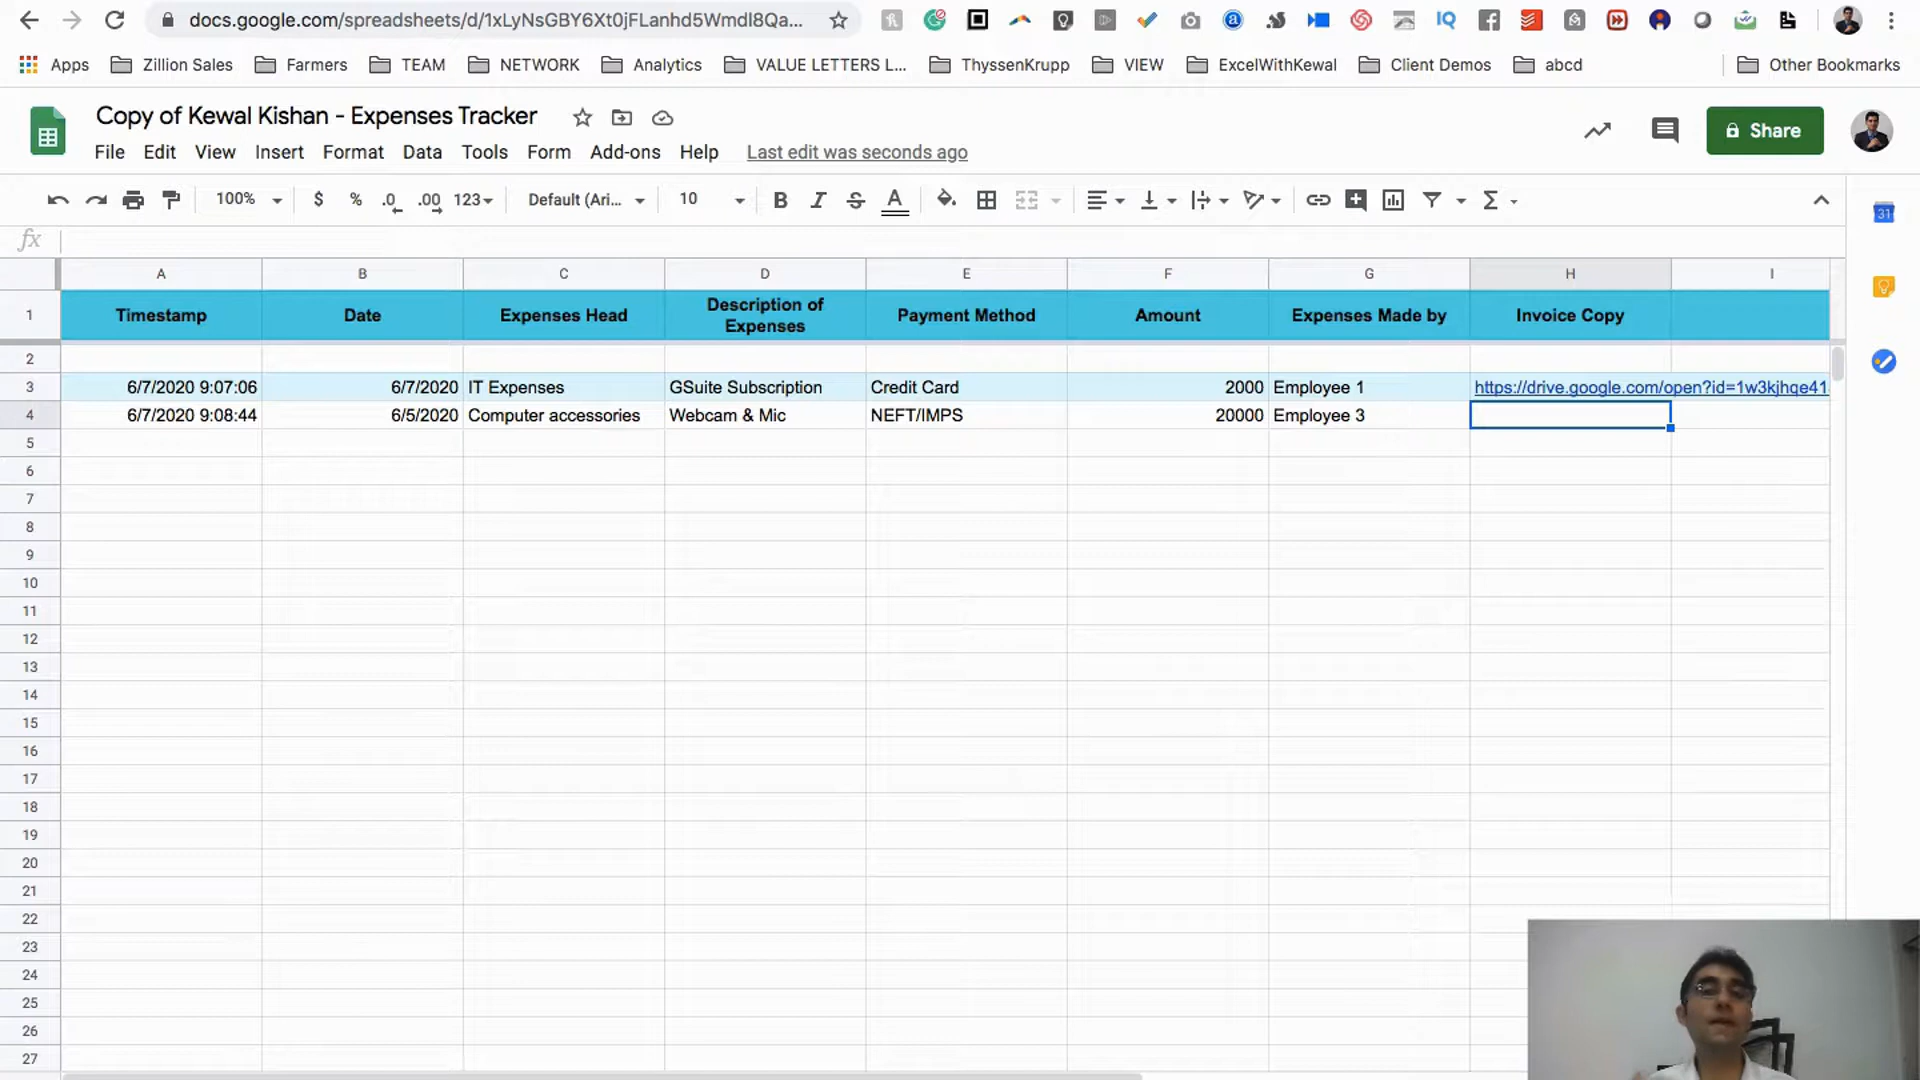 docs.google.com/spreadsheets/d/1xLyNsGBY6Xt0jFLanhd5Wmdl8Qa...
Apps Zillion Sales Farmers TEAM NETWORK Analytics VALUE LETTERS L... ThyssenKrupp VIEW ExcelWithKewal Client Demos abcd Other Bookmarks
Copy of Kewal Kishan - Expenses Tracker
Share
File Edit View Insert Format Data Tools Form Add-ons Help Last edit was seconds ago
100% $ % .0 .00 123 Default (Ari... 10 B I S A Σ
31
fx
A B C D E F G H I
1 Timestamp Date Expenses Head Description of Expenses Payment Method Amount Expenses Made by Invoice Copy
2
3 6/7/2020 9:07:06 6/7/2020 IT Expenses GSuite Subscription Credit Card 2000 Employee 1 https://drive.google.com/open?id=1w3kjhqe41
4 6/7/2020 9:08:44 6/5/2020 Computer accessories Webcam & Mic NEFT/IMPS 20000 Employee 3
5
6
7
8
9
10
11
12
13
14
15
16
17
18
19
20
21
22
23
24
25
26
27